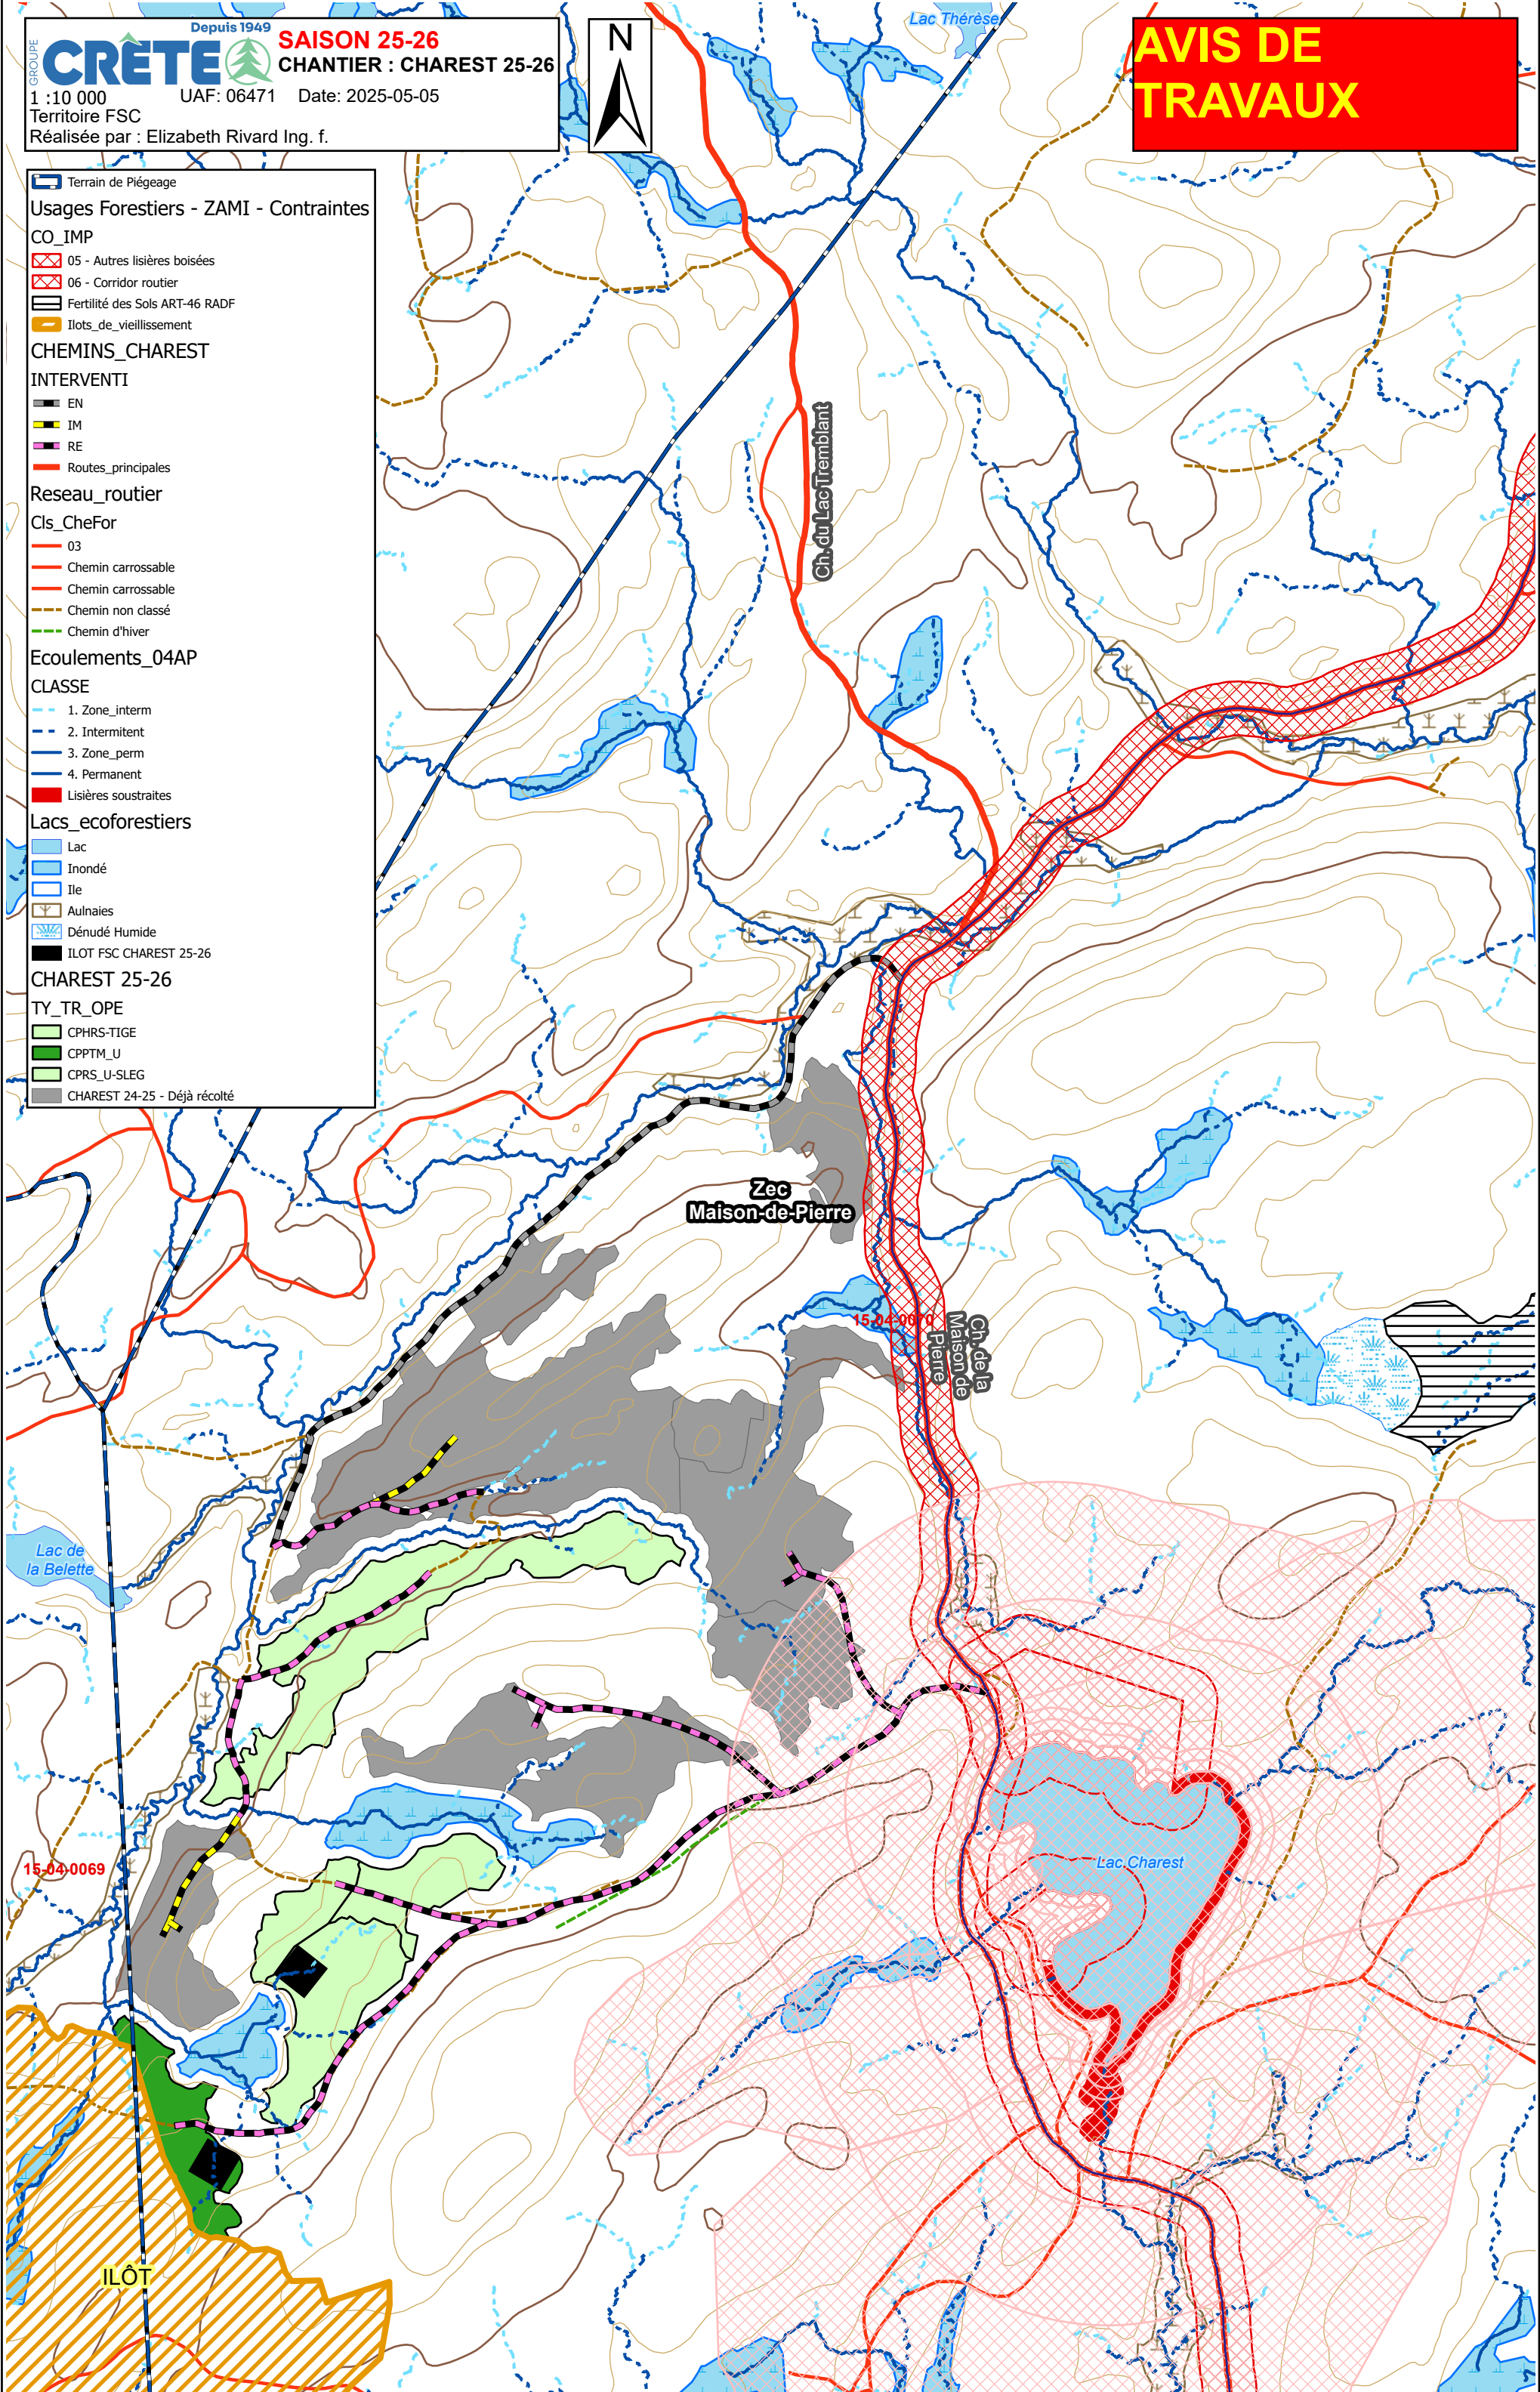 GROUPE
CRÊTE
Depuis 1949
SAISON 25-26
CHANTIER : CHAREST 25-26
1 :10 000
UAF: 06471
Date: 2025-05-05
Territoire FSC
Réalisée par : Elizabeth Rivard Ing. f.
N
AVIS DE
TRAVAUX
Terrain de Piégeage
Usages Forestiers - ZAMI - Contraintes
CO_IMP
05 - Autres lisières boisées
06 - Corridor routier
Fertilité des Sols ART-46 RADF
Ilots_de_vieillissement
CHEMINS_CHAREST
INTERVENTI
EN
IM
RE
Routes_principales
Reseau_routier
Cls_CheFor
03
Chemin carrossable
Chemin carrossable
Chemin non classé
Chemin d'hiver
Ecoulements_04AP
CLASSE
1. Zone_interm
2. Intermitent
3. Zone_perm
4. Permanent
Lisières soustraites
Lacs_ecoforestiers
Lac
Inondé
Ile
Aulnaies
Dénudé Humide
ILOT FSC CHAREST 25-26
CHAREST 25-26
TY_TR_OPE
CPHRS-TIGE
CPPTM_U
CPRS_U-SLEG
CHAREST 24-25 - Déjà récolté
Lac Thérèse
Ch. du Lac Tremblant
Zec
Maison-de-Pierre
15-04-0070
Ch. de la
Maison de
Pierre
Lac de
la Belette
15-04-0069
Lac Charest
ILÔT